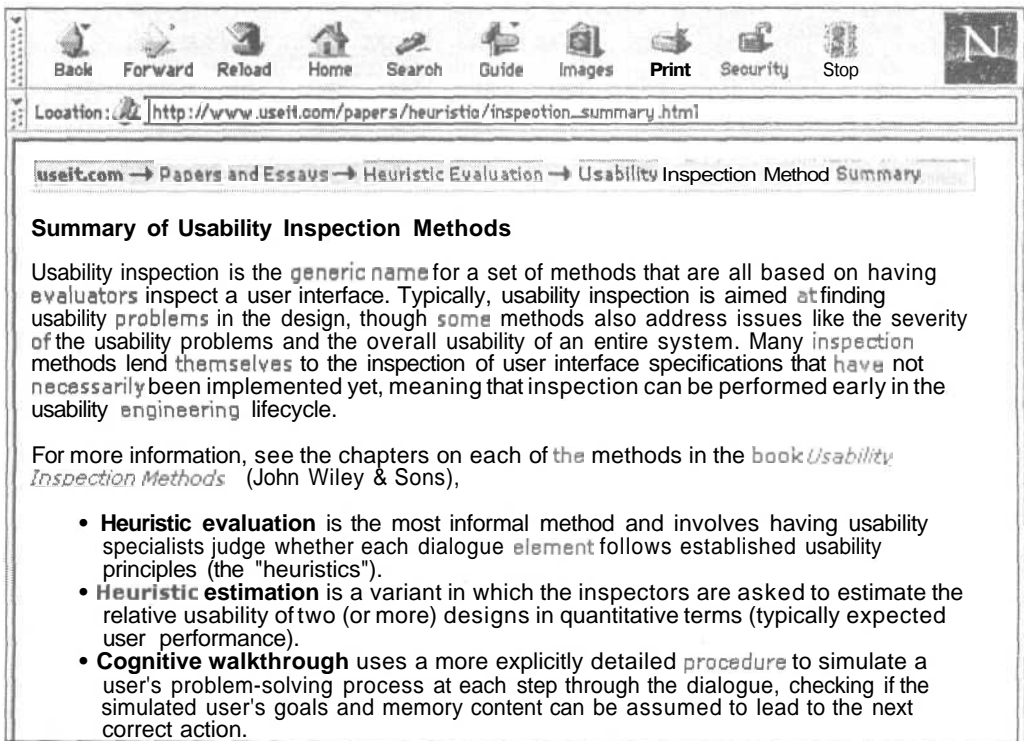 Back Forward Reload Home Search Guide Images Print Security Stop N
Location: http://www.useit.com/papers/heuristic/inspection_summary.html
useit.com → Papers and Essays → Heuristic Evaluation → Usability Inspection Method Summary
Summary of Usability Inspection Methods
Usability inspection is the generic name for a set of methods that are all based on having
evaluators inspect a user interface. Typically, usability inspection is aimed at finding
usability problems in the design, though some methods also address issues like the severity
of the usability problems and the overall usability of an entire system. Many inspection
methods lend themselves to the inspection of user interface specifications that have not
necessarily been implemented yet, meaning that inspection can be performed early in the
usability engineering lifecycle.
For more information, see the chapters on each of the methods in the book Usability
Inspection Methods (John Wiley & Sons),
• Heuristic evaluation is the most informal method and involves having usability
specialists judge whether each dialogue element follows established usability
principles (the "heuristics").
• Heuristic estimation is a variant in which the inspectors are asked to estimate the
relative usability of two (or more) designs in quantitative terms (typically expected
user performance).
• Cognitive walkthrough uses a more explicitly detailed procedure to simulate a
user's problem-solving process at each step through the dialogue, checking if the
simulated user's goals and memory content can be assumed to lead to the next
correct action.